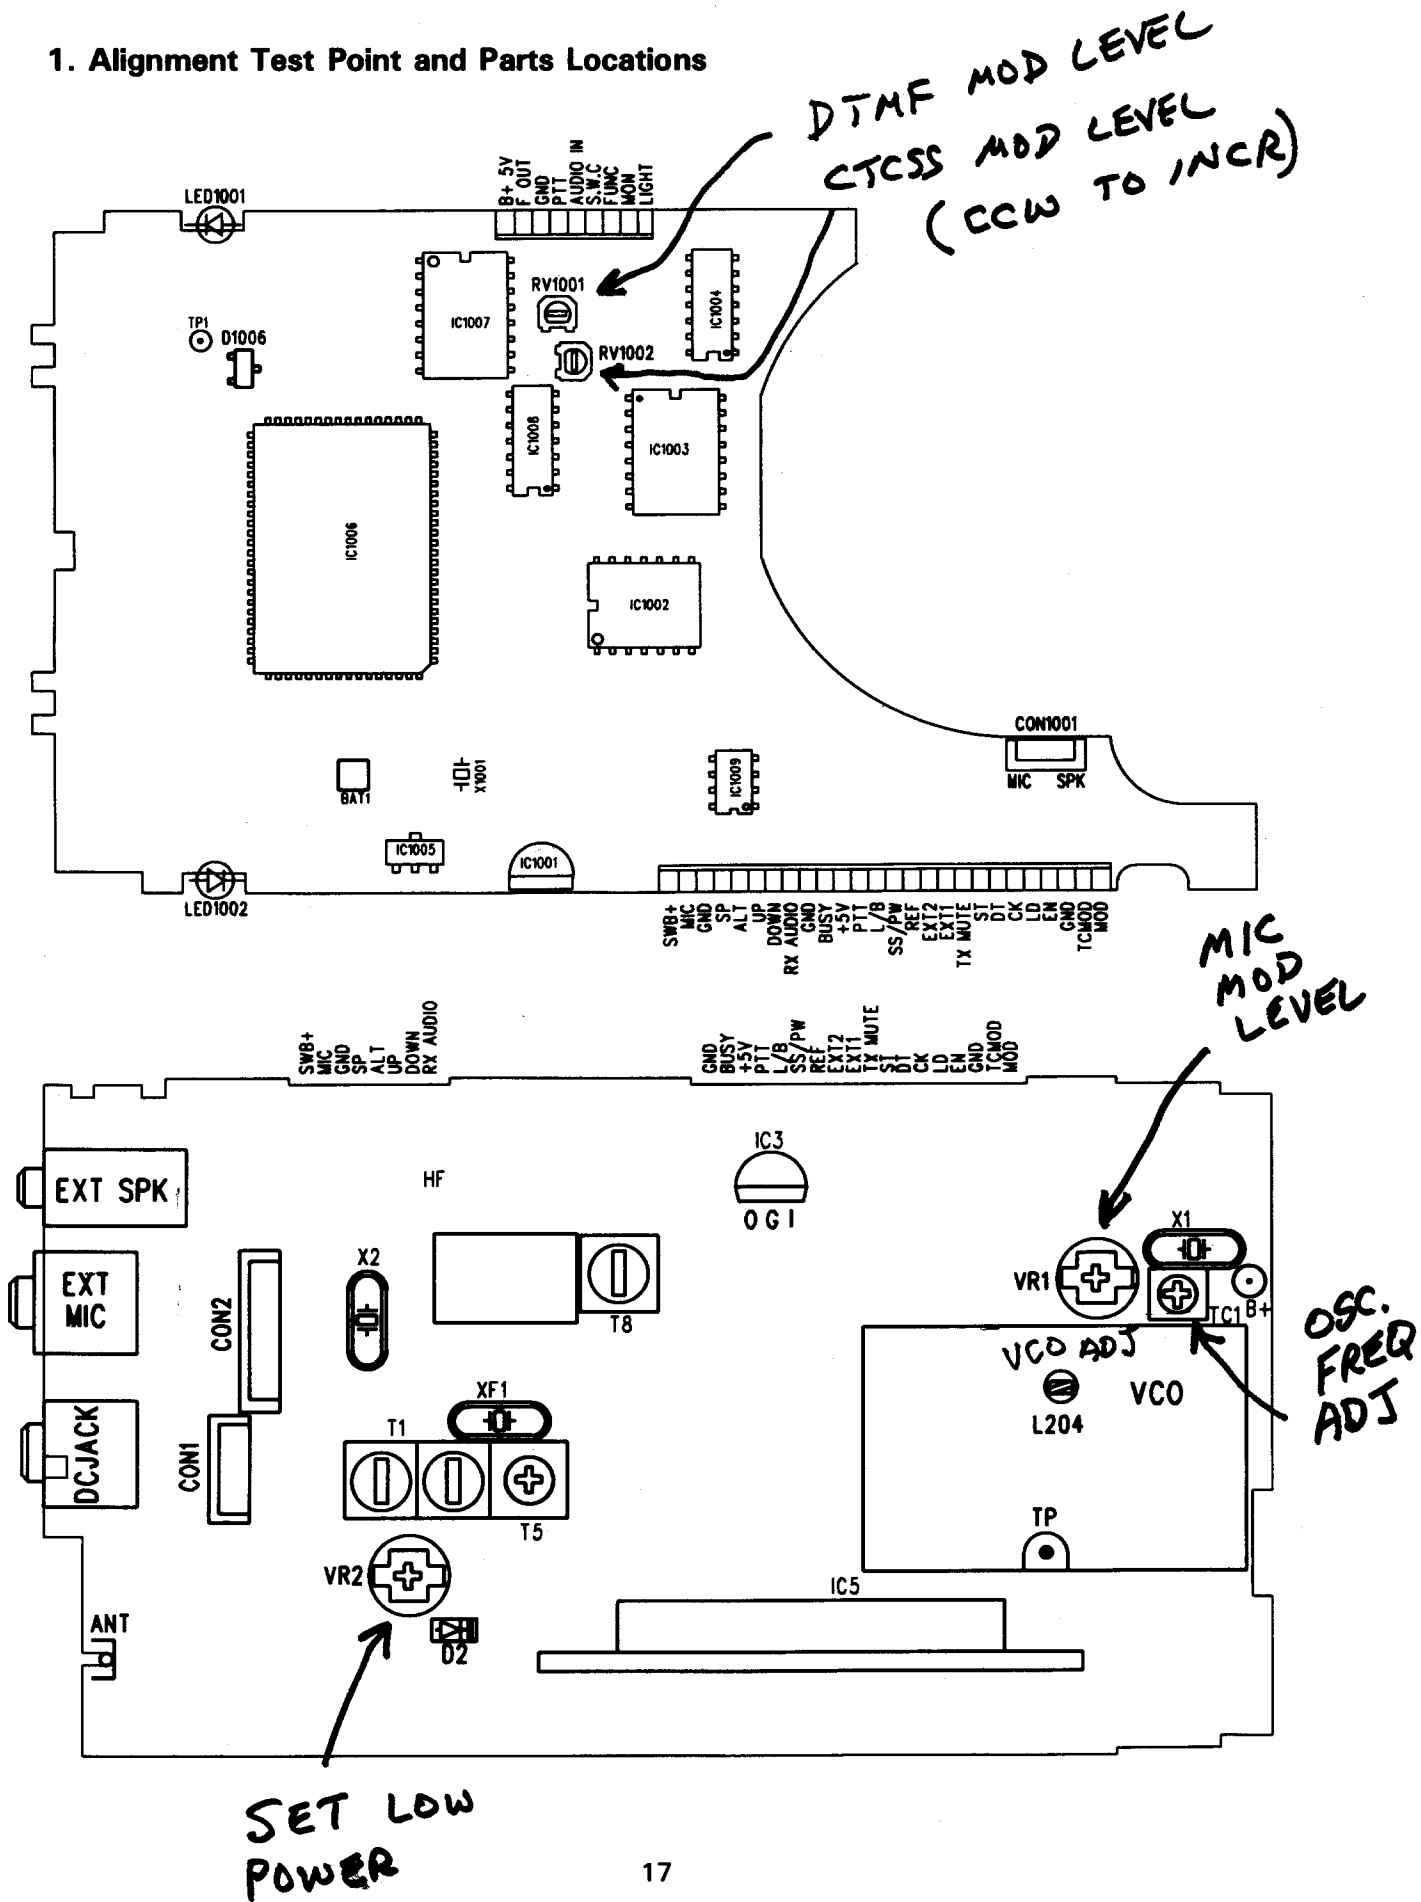 1. Alignment Test Point and Parts Locations
DTMF MOD LEVEL
CTCSS MOD LEVEL
(CCW TO INCR)
B+ 5V
F OUT
GND
PTT
AUDIO IN
S.W.C
FUNC
MON
LIGHT
LED1001
RV1001
IC1004
IC1007
TP1
D1006
RV1002
IC1008
IC1003
IC1006
IC1002
CON1001
MIC SPK
BAT1
X1001
IC1009
IC1005
IC1001
LED1002
SWB+
MIC
GND
SP
ALT
UP
DOWN
RX AUDIO
GND
BUSY
+5V
PTT
L/B
SS/PW
REF
EXT2
EXT1
TX MUTE
ST
DT
CK
LD
EN
GND
TCMOD
MOD
MIC
MOD
LEVEL
SWB+
MIC
GND
SP
ALT
UP
DOWN
RX AUDIO
GND
BUSY
+5V
PTT
L/B
SS/PW
REF
EXT2
EXT1
TX MUTE
ST
DT
CK
LD
EN
GND
TCMOD
MOD
IC3
O G I
HF
EXT SPK
X1
X2
VR1
EXT
MIC
CON2
T8
TC1
B+
OSC.
FREQ
ADJ
VCO ADJ
VCO
L204
XF1
T1
DCJACK
CON1
T5
TP
VR2
IC5
ANT
D2
SET LOW
POWER
17